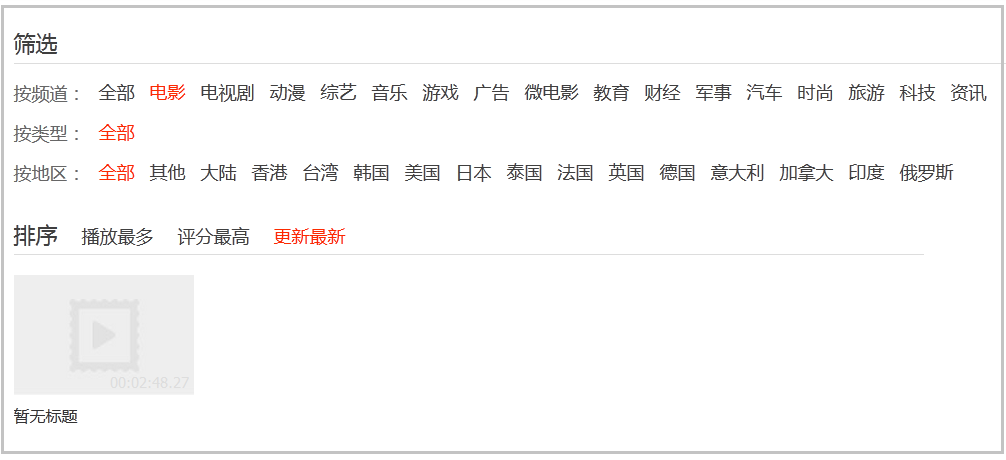 筛选
按频道： 全部 电影 电视剧 动漫 综艺 音乐 游戏 广告 微电影 教育 财经 军事 汽车 时尚 旅游 科技 资讯
按类型： 全部
按地区： 全部 其他 大陆 香港 台湾 韩国 美国 日本 泰国 法国 英国 德国 意大利 加拿大 印度 俄罗斯
排序 播放最多 评分最高 更新最新
00:02:48.27
暂无标题